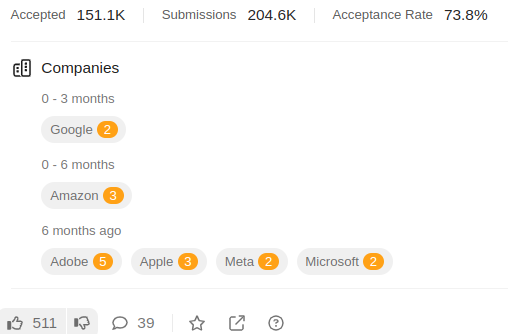 Accepted 151.1K Submissions 204.6K Acceptance Rate 73.8%
Companies
0 - 3 months
Google 2
0 - 6 months
Amazon 3
6 months ago
Adobe 5 Apple 3 Meta 2 Microsoft 2
511 39